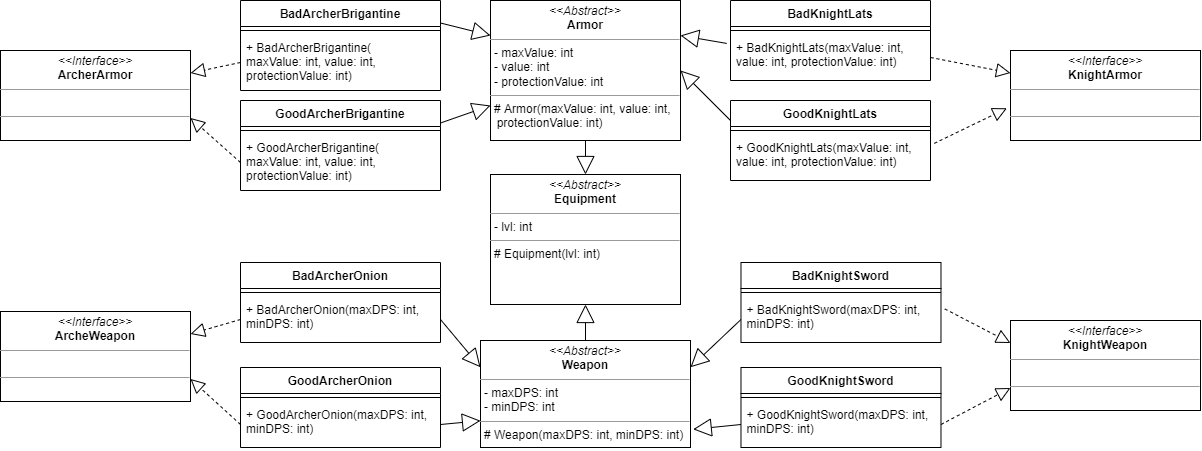 BadArcherBrigantine
+ BadArcherBrigantine(
maxValue: int, value: int,
protectionValue: int)
<<Abstract>>
Armor
- maxValue: int
- value: int
- protectionValue: int
# Armor(maxValue: int, value: int,
protectionValue: int)
BadKnightLats
+ BadKnightLats(maxValue: int,
value: int, protectionValue: int)
<<Interface>>
ArcherArmor
<<Interface>>
KnightArmor
GoodArcherBrigantine
+ GoodArcherBrigantine(
maxValue: int, value: int,
protectionValue: int)
GoodKnightLats
+ GoodKnightLats(maxValue: int,
value: int, protectionValue: int)
<<Abstract>>
Equipment
- lvl: int
# Equipment(lvl: int)
BadArcherOnion
+ BadArcherOnion(maxDPS: int,
minDPS: int)
BadKnightSword
+ BadKnightSword(maxDPS: int,
minDPS: int)
<<Interface>>
ArcheWeapon
<<Interface>>
KnightWeapon
<<Abstract>>
Weapon
- maxDPS: int
- minDPS: int
# Weapon(maxDPS: int, minDPS: int)
GoodArcherOnion
+ GoodArcherOnion(maxDPS: int,
minDPS: int)
GoodKnightSword
+ GoodKnightSword(maxDPS: int,
minDPS: int)